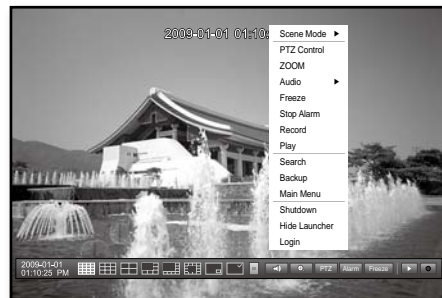 2009-01-01 01:10:
Scene Mode
PTZ Control
ZOOM
Audio
Freeze
Stop Alarm
Record
Play
Search
Backup
Main Menu
Shutdown
Hide Launcher
Login
2009-01-01
01:10:25 PM
PTZ Alarm Freeze